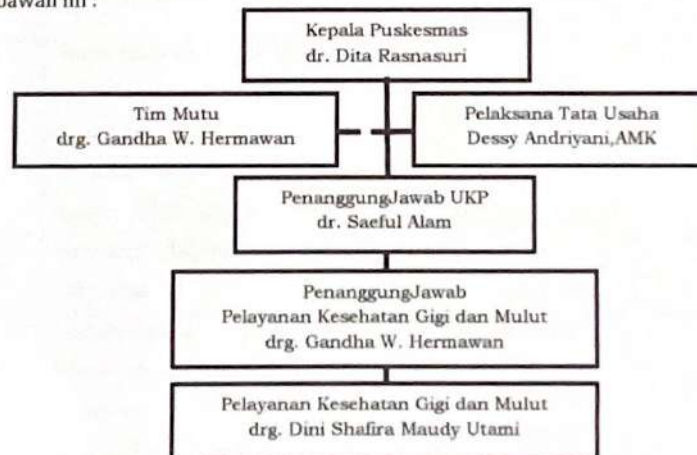 bawah ini :
Kepala Puskesmas
dr. Dita Rasnasuri
Tim Mutu
drg. Gandha W. Hermawan
Pelaksana Tata Usaha
Dessy Andriyani,AMK
PenanggungJawab UKP
dr. Saeful Alam
PenanggungJawab
Pelayanan Kesehatan Gigi dan Mulut
drg. Gandha W. Hermawan
Pelayanan Kesehatan Gigi dan Mulut
drg. Dini Shafira Maudy Utami